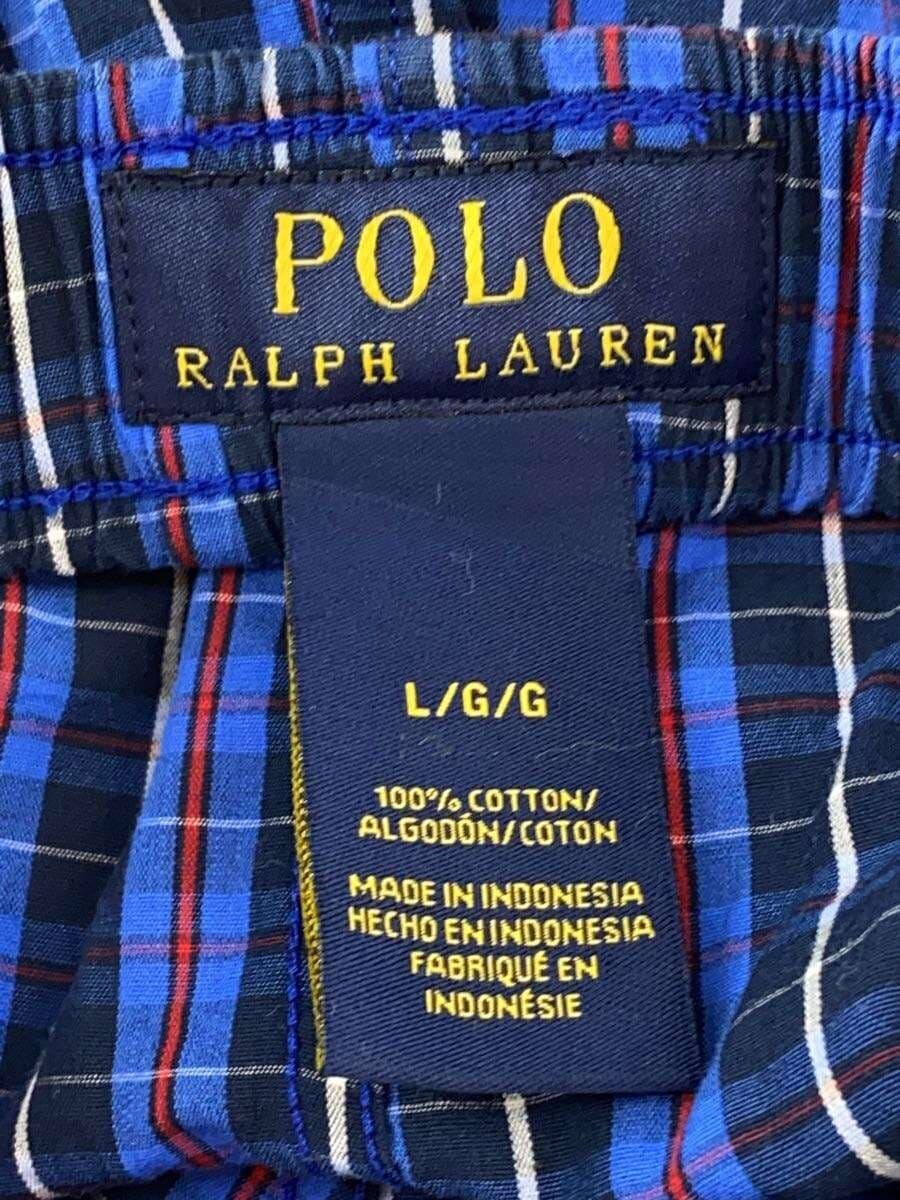 POLO
RALPH LAUREN
L/G/G
100% COTTON/
ALGODÓN/COTON
MADE IN INDONESIA
HECHO EN INDONESIA
FABRIQUÉ EN
INDONÉSIE